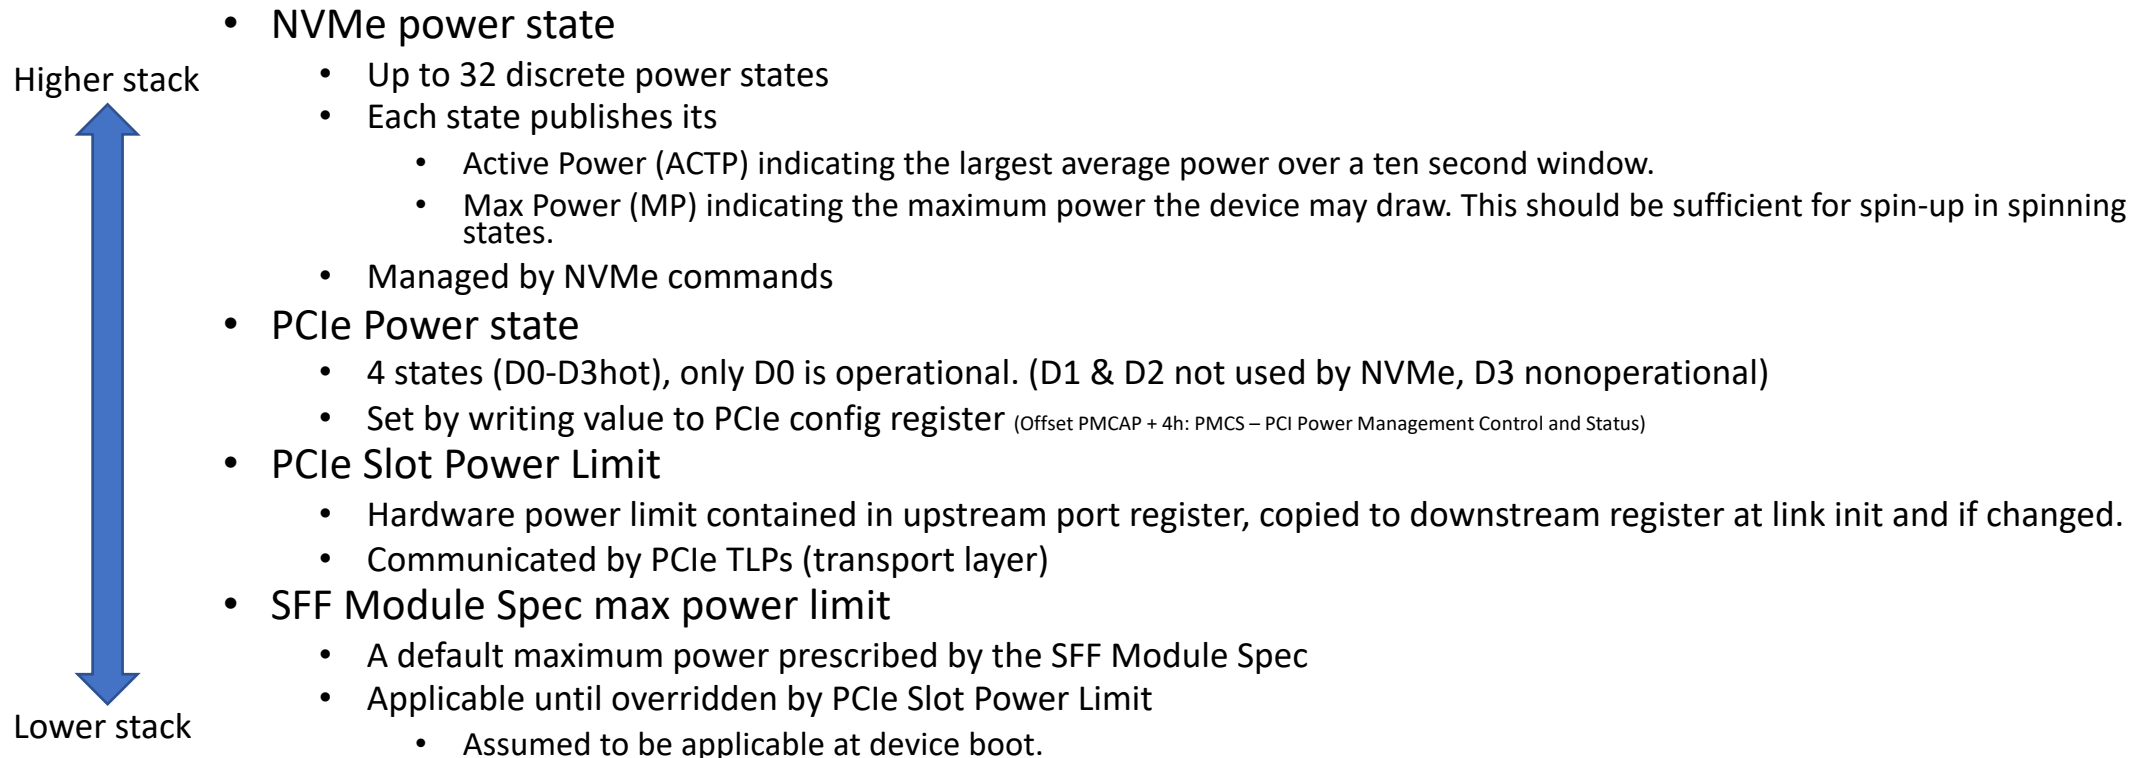 • NVMe power state
Higher stack
• Up to 32 discrete power states
• Each state publishes its
• Active Power (ACTP) indicating the largest average power over a ten second window.
• Max Power (MP) indicating the maximum power the device may draw. This should be sufficient for spin-up in spinning
states.
• Managed by NVMe commands
• PCIe Power state
• 4 states (D0-D3hot), only D0 is operational. (D1 & D2 not used by NVMe, D3 nonoperational)
• Set by writing value to PCIe config register (Offset PMCAP + 4h: PMCS – PCI Power Management Control and Status)
• PCIe Slot Power Limit
• Hardware power limit contained in upstream port register, copied to downstream register at link init and if changed.
• Communicated by PCIe TLPs (transport layer)
• SFF Module Spec max power limit
• A default maximum power prescribed by the SFF Module Spec
• Applicable until overridden by PCIe Slot Power Limit
Lower stack
• Assumed to be applicable at device boot.